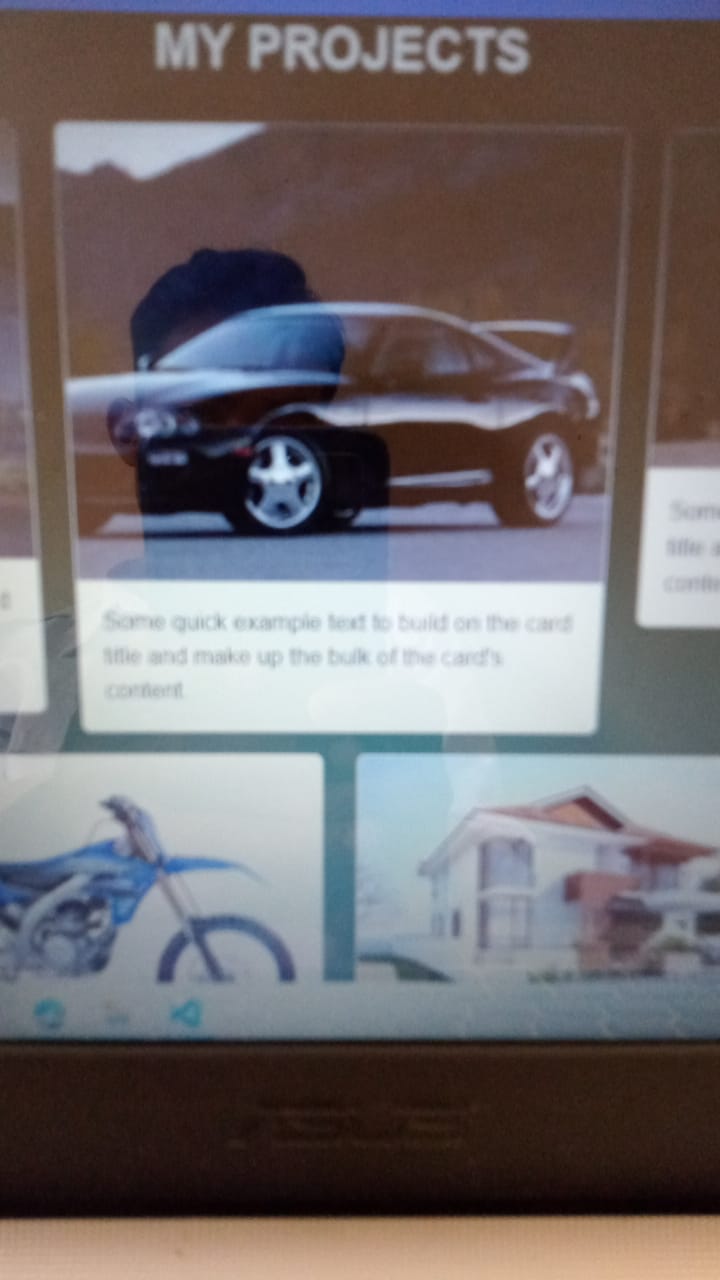 MY PROJECTS
Some quick example text to build on the card
title and make up the bulk of the card's
content
Some
title a
conte
ASUS